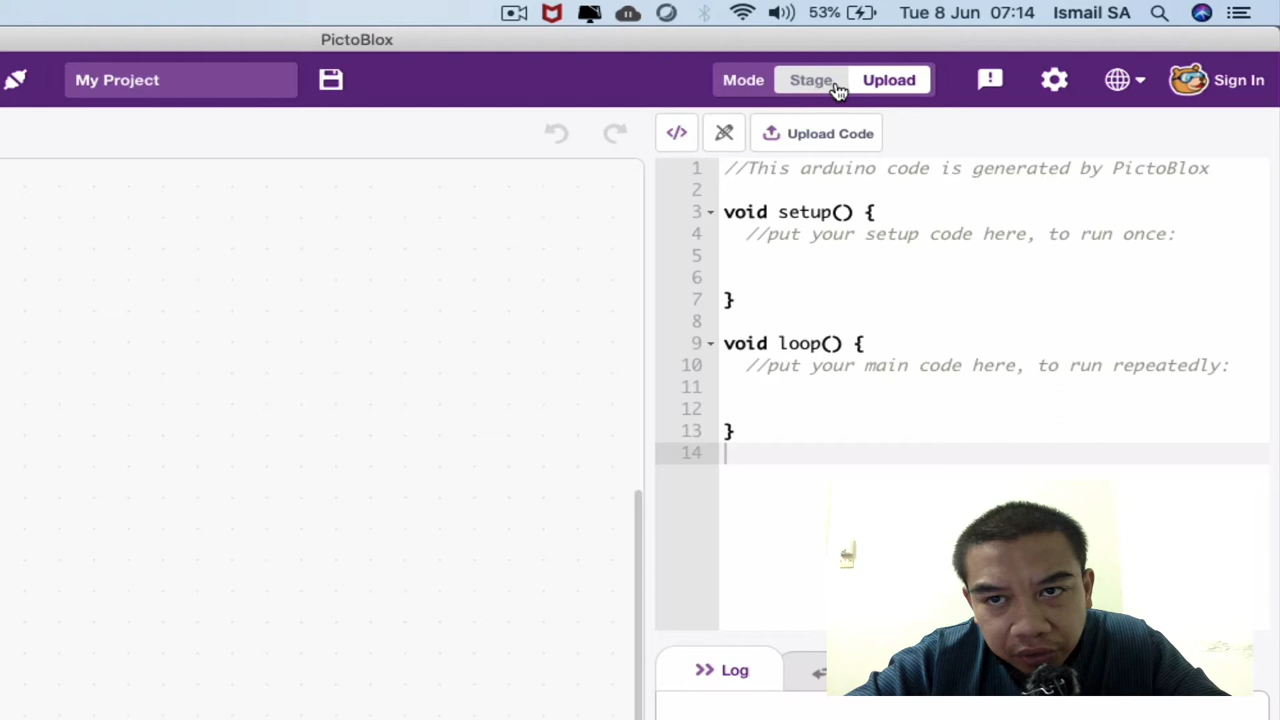 53% Tue 8 Jun 07:14 Ismail SA
PictoBlox
My Project Mode Stage Upload Sign In
</> Upload Code
1 //This arduino code is generated by PictoBlox
2
3 void setup() {
4 //put your setup code here, to run once:
5
6
7 }
8
9 void loop() {
10 //put your main code here, to run repeatedly:
11
12
13 }
14
Log